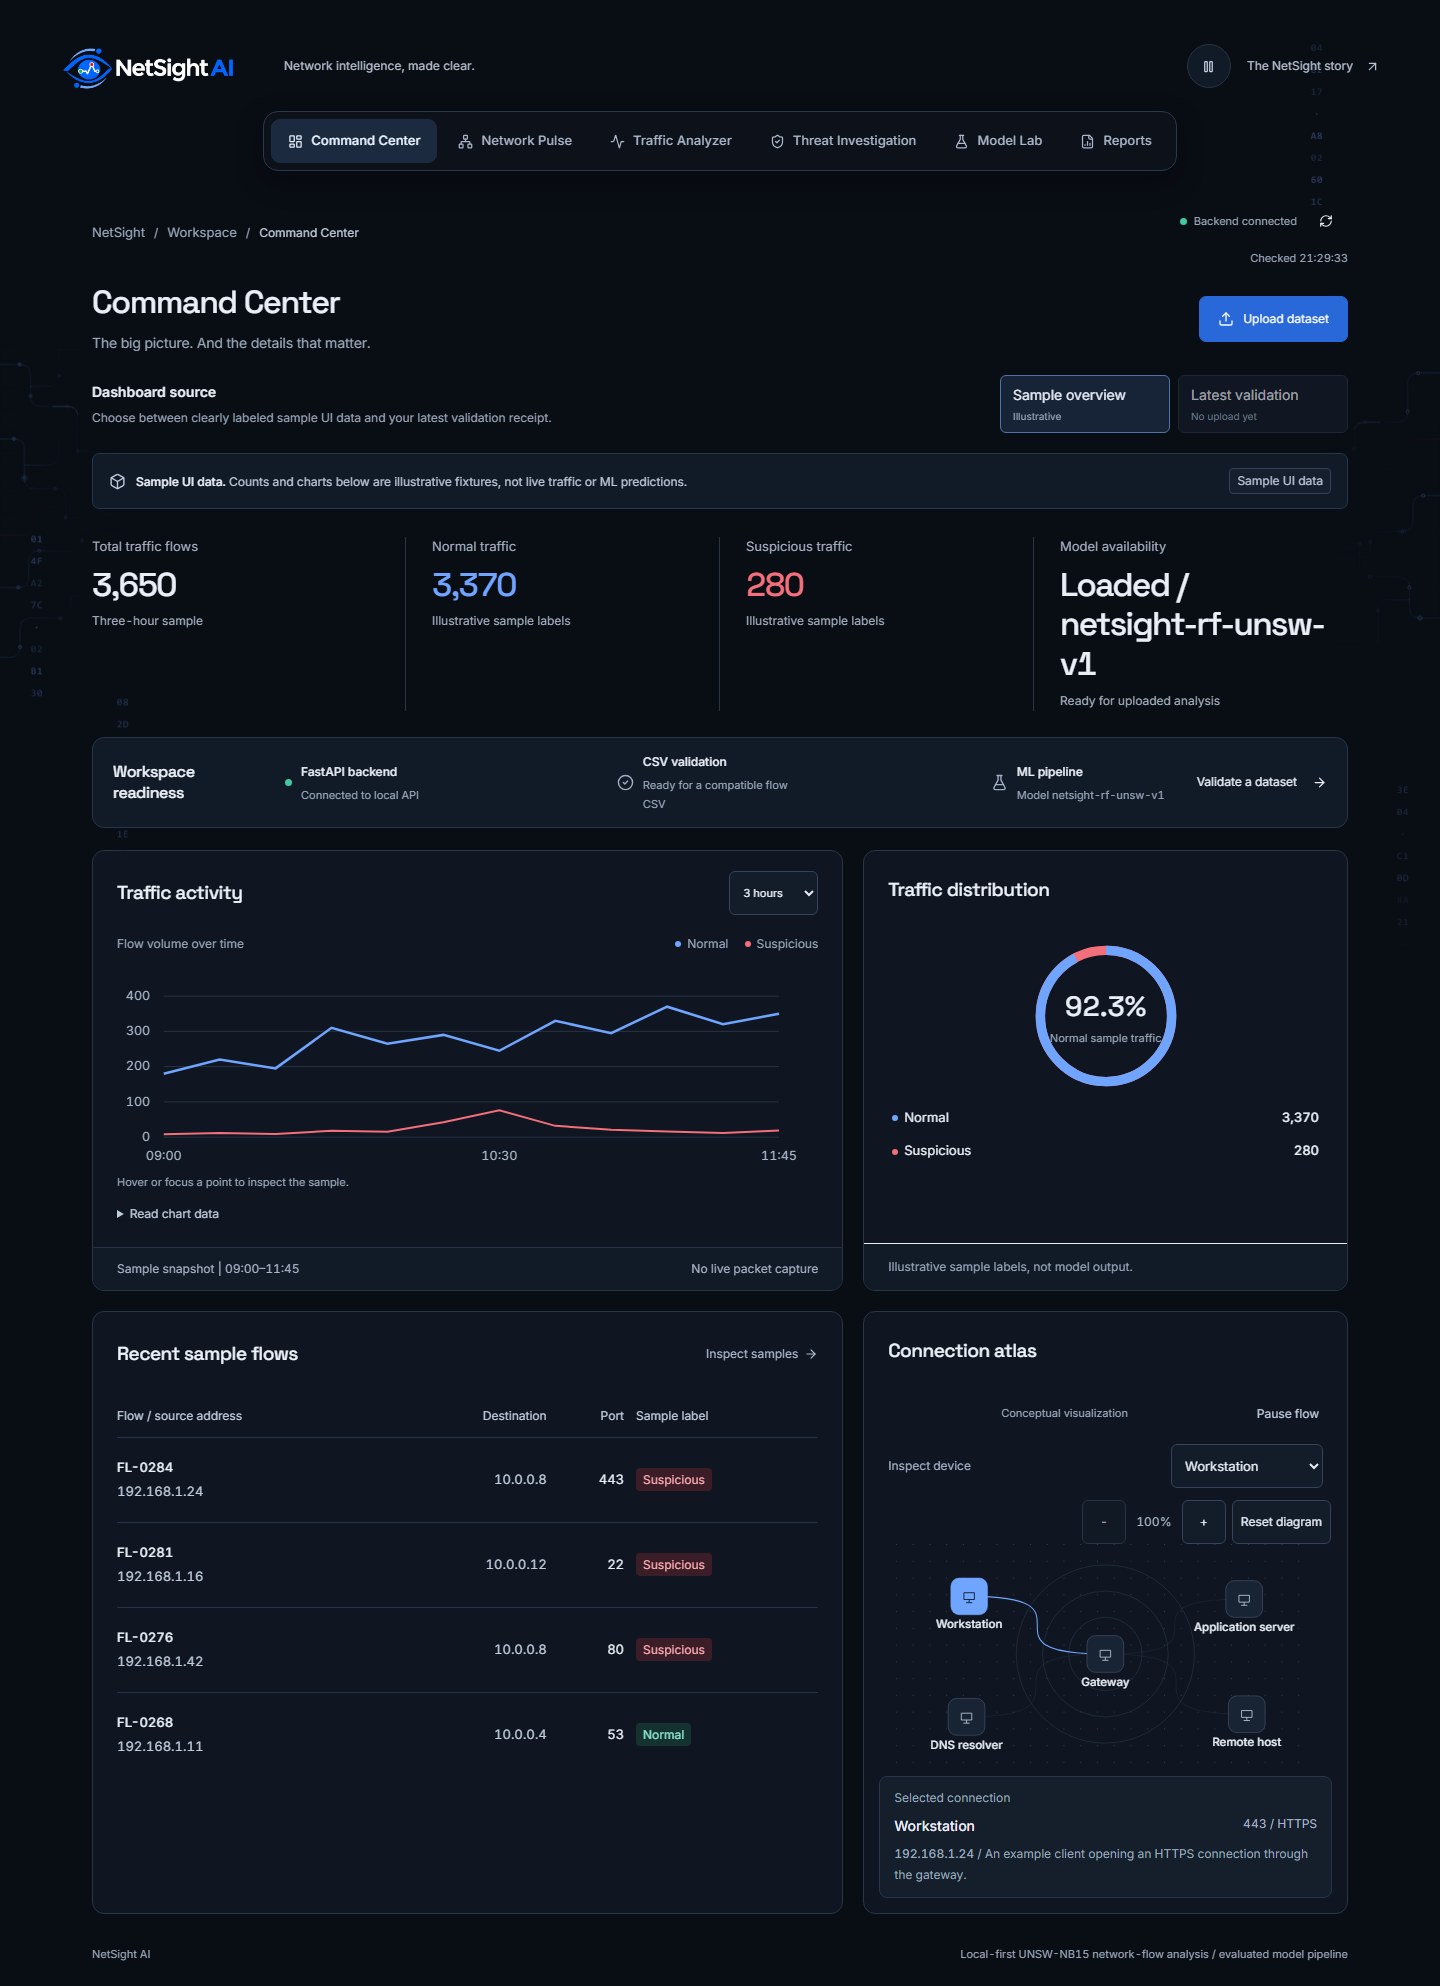 NetSight AI
Network intelligence, made clear.
The NetSight story
Command Center
Network Pulse
Traffic Analyzer
Threat Investigation
Model Lab
Reports
NetSight / Workspace / Command Center
Backend connected
Checked 21:29:33
Command Center
The big picture. And the details that matter.
Upload dataset
Dashboard source
Choose between clearly labeled sample UI data and your latest validation receipt.
Sample overview
Illustrative
Latest validation
No upload yet
Sample UI data. Counts and charts below are illustrative fixtures, not live traffic or ML predictions.
Sample UI data
Total traffic flows
3,650
Three-hour sample
Normal traffic
3,370
Illustrative sample labels
Suspicious traffic
280
Illustrative sample labels
Model availability
Loaded /
netsight-rf-unsw-
v1
Ready for uploaded analysis
Workspace
readiness
FastAPI backend
Connected to local API
CSV validation
Ready for a compatible flow
CSV
ML pipeline
Model netsight-rf-unsw-v1
Validate a dataset
Traffic activity
3 hours
Flow volume over time
Normal
Suspicious
400
300
200
100
0
09:00
10:30
11:45
Hover or focus a point to inspect the sample.
Read chart data
Sample snapshot | 09:00–11:45
No live packet capture
Traffic distribution
92.3%
Normal sample traffic
Normal 3,370
Suspicious 280
Illustrative sample labels, not model output.
Recent sample flows
Inspect samples
Flow / source address Destination Port Sample label
FL-0284
192.168.1.24
10.0.0.8 443 Suspicious
FL-0281
192.168.1.16
10.0.0.12 22 Suspicious
FL-0276
192.168.1.42
10.0.0.8 80 Suspicious
FL-0268
192.168.1.11
10.0.0.4 53 Normal
Connection atlas
Conceptual visualization
Pause flow
Inspect device
Workstation
- 100% + Reset diagram
Workstation
Application server
Gateway
DNS resolver
Remote host
Selected connection
Workstation
443 / HTTPS
192.168.1.24 / An example client opening an HTTPS connection through
the gateway.
NetSight AI
Local-first UNSW-NB15 network-flow analysis / evaluated model pipeline